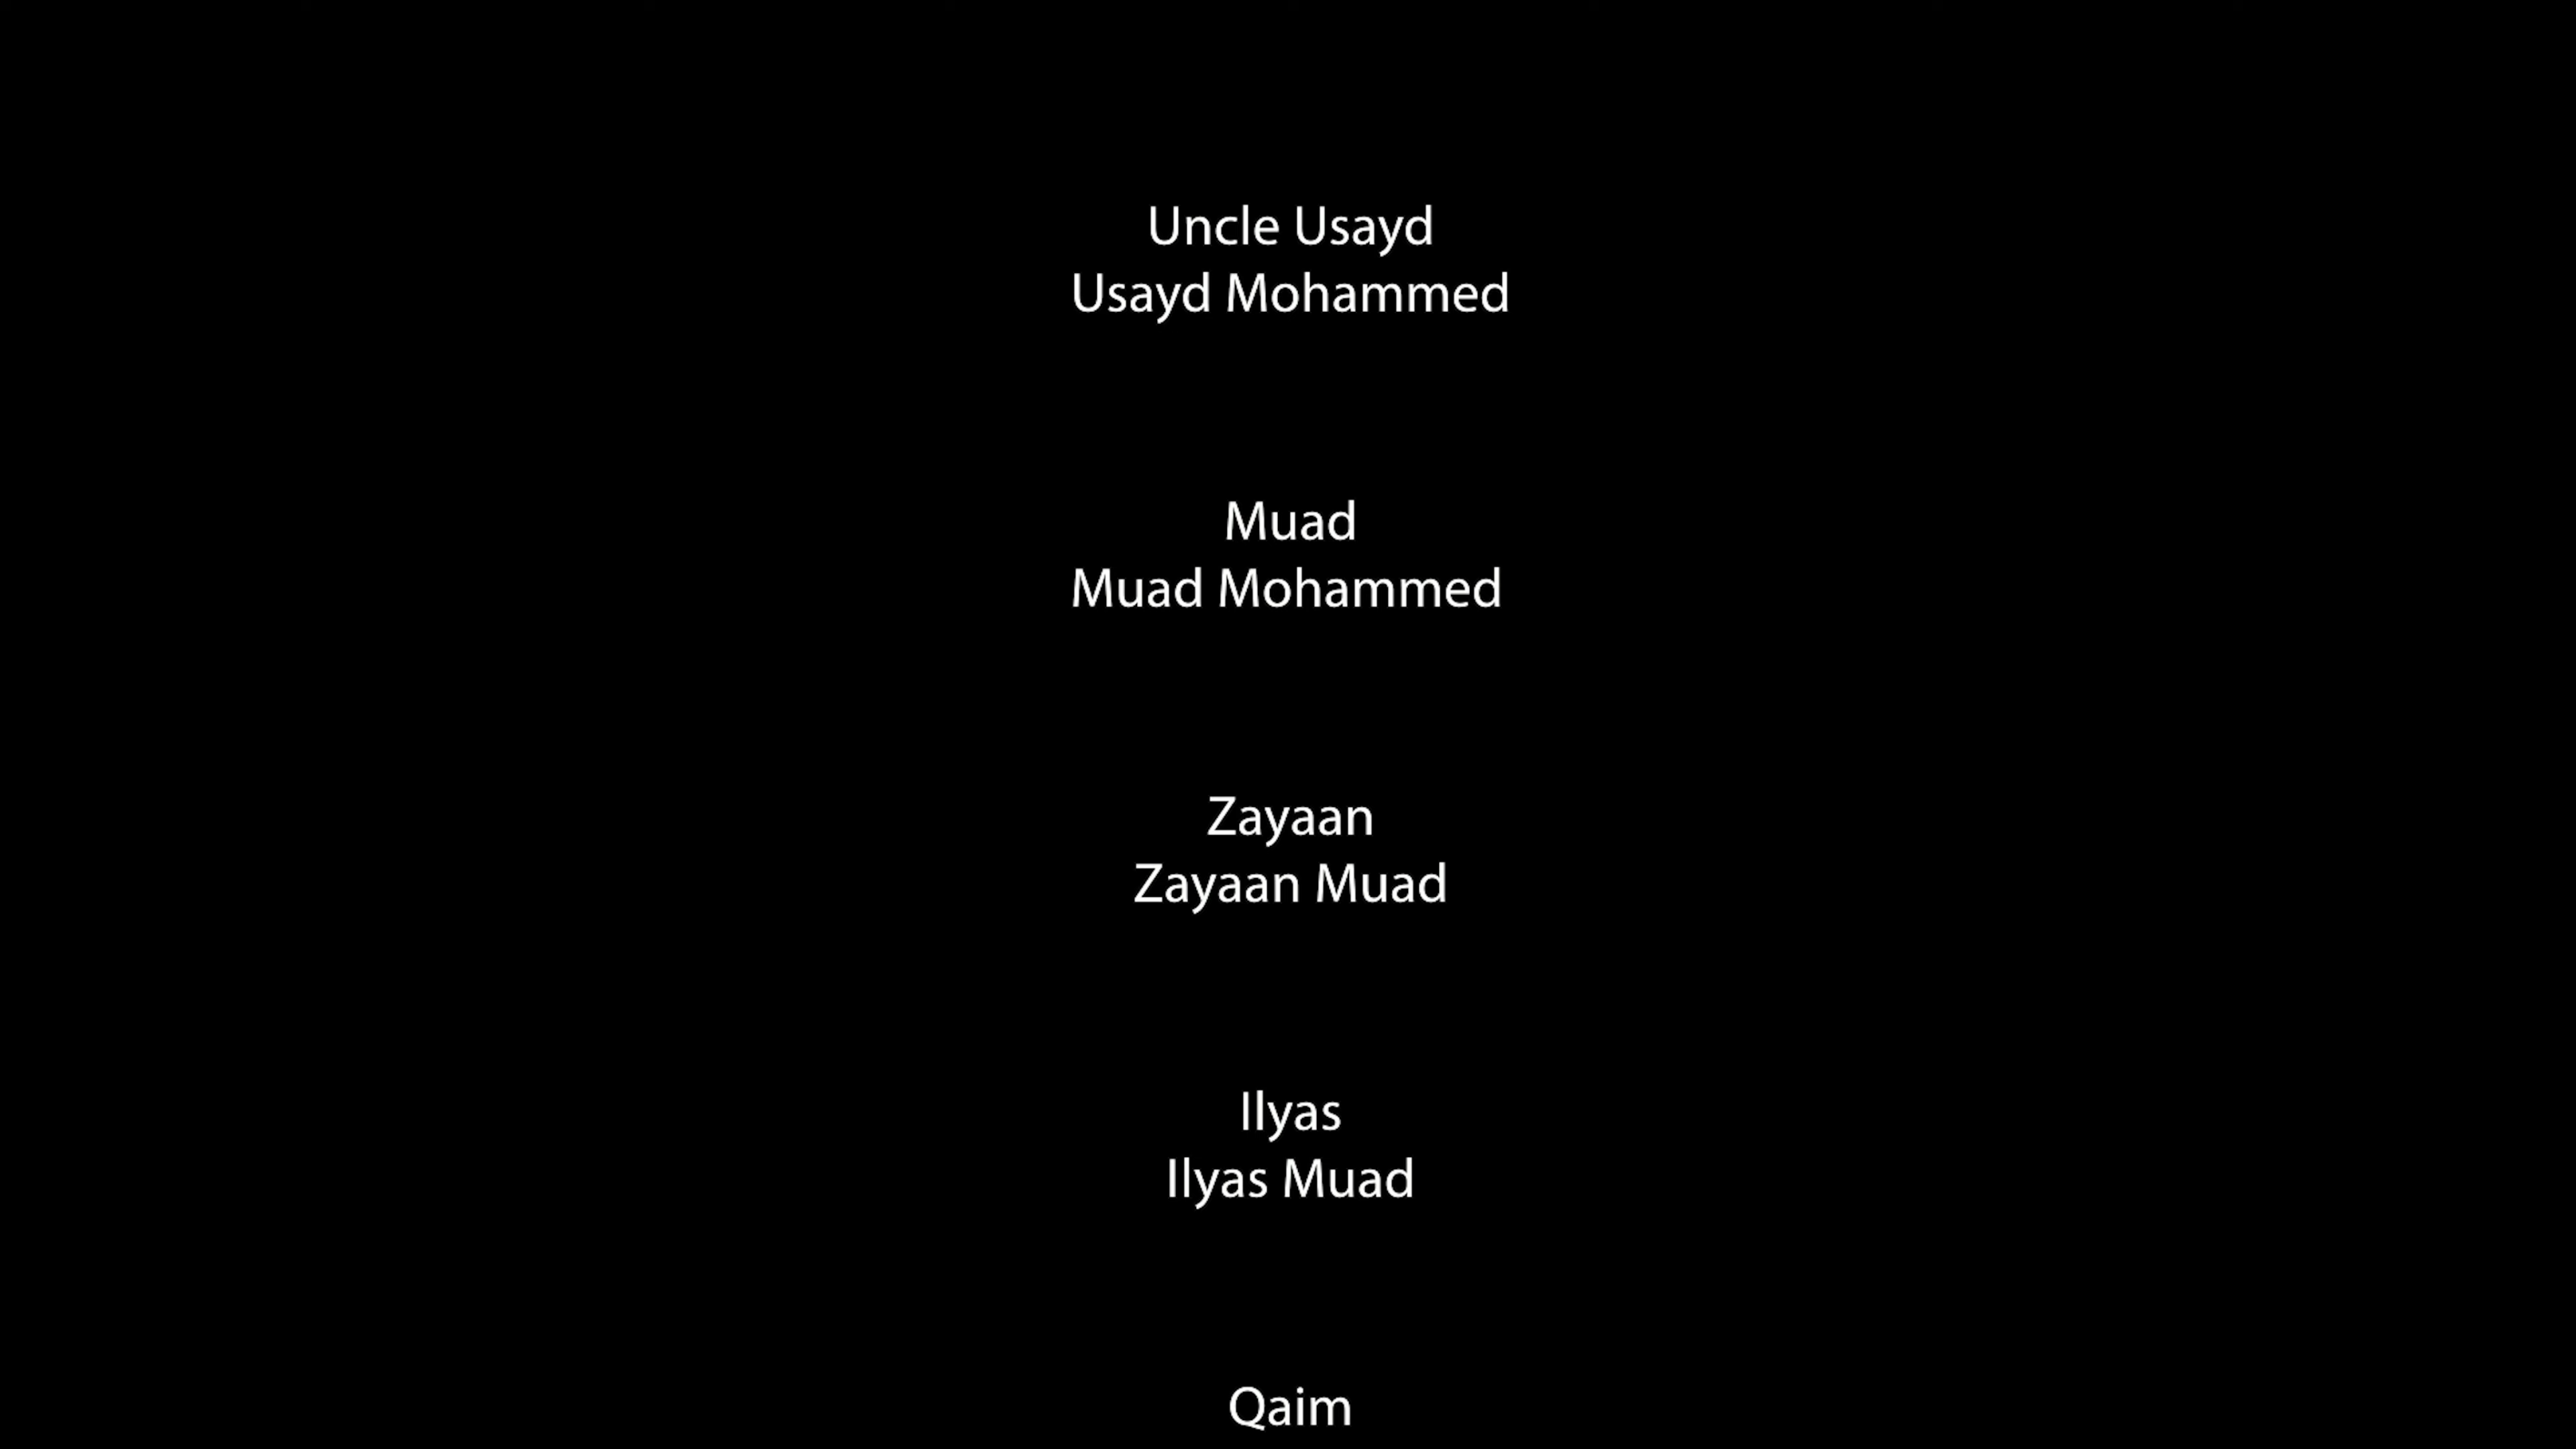 Uncle Usayd
Usayd Mohammed
Muad
Muad Mohammed
Zayaan
Zayaan Muad
Ilyas
Ilyas Muad
Qaim